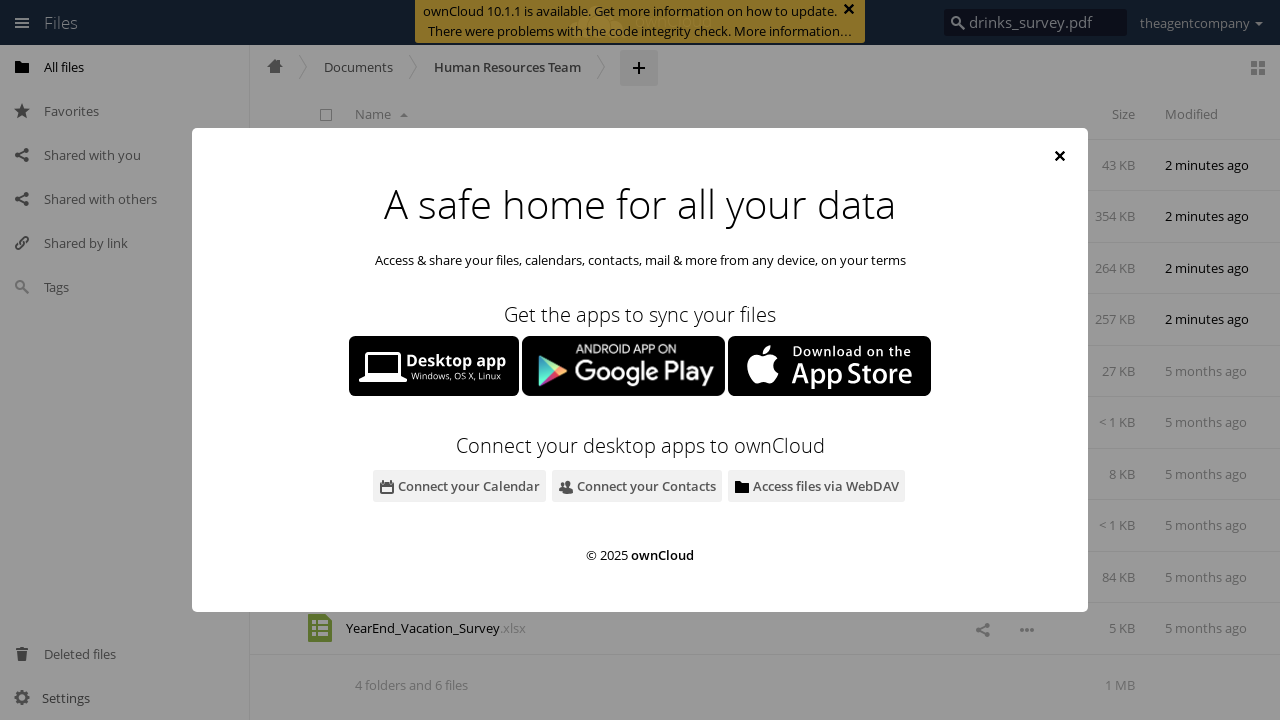 Files
ownCloud 10.1.1 is available. Get more information on how to update.
There were problems with the code integrity check. More information…
drinks_survey.pdf
theagentcompany
All files
Favorites
Shared with you
Shared with others
Shared by link
Tags
Deleted files
Settings
Documents
Human Resources Team
Name
Size
Modified
43 KB 2 minutes ago
354 KB 2 minutes ago
264 KB 2 minutes ago
257 KB 2 minutes ago
27 KB 5 months ago
< 1 KB 5 months ago
8 KB 5 months ago
< 1 KB 5 months ago
84 KB 5 months ago
A safe home for all your data
Access & share your files, calendars, contacts, mail & more from any device, on your terms
Get the apps to sync your files
Desktop app
Windows, OS X, Linux
ANDROID APP ON
Google Play
Download on the
App Store
Connect your desktop apps to ownCloud
Connect your Calendar
Connect your Contacts
Access files via WebDAV
© 2025 ownCloud
YearEnd_Vacation_Survey.xlsx 5 KB 5 months ago
4 folders and 6 files 1 MB